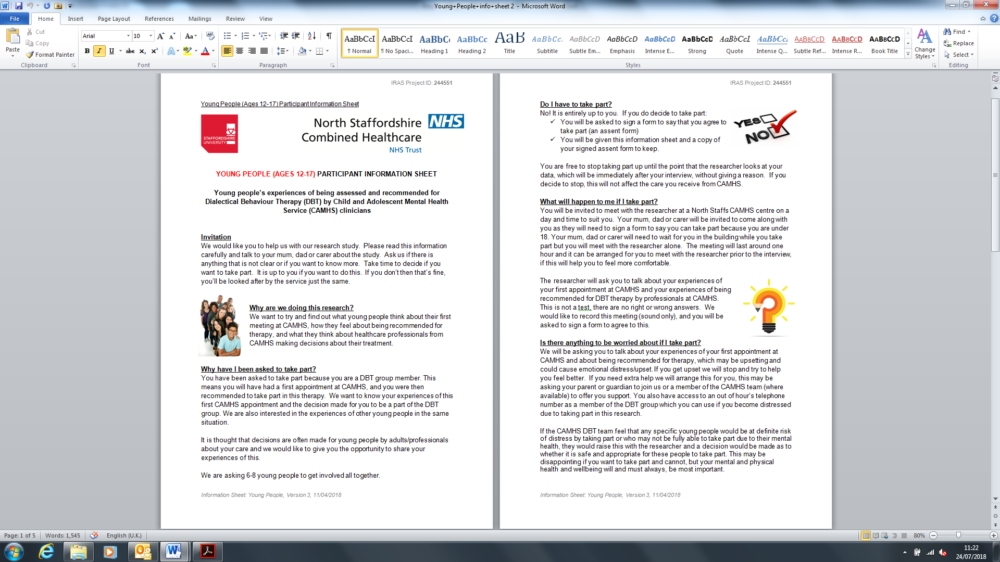 Young+People+info+sheet 2 - Microsoft Word
File Home Insert Page Layout References Mailings Review View
Paste
Cut
Copy
Format Painter
Clipboard
Arial 10
Font
Paragraph
AaBbCcI AaBbCcI AaBbC AaBbCc AaB AaBbCc. AaBbCcD AaBbCcD AaBbCcD AaBbCcD AaBbCcI AaBbCc. AaBbCcD AaBbCcD AaBbCcD
¶ Normal ¶ No Spaci... Heading 1 Heading 2 Title Subtitle Subtle Em... Emphasis Intense E... Strong Quote Intense Q... Subtle Ref... Intense R... Book Title
Change Styles
Styles
Find
Replace
Select
Editing
IRAS Project ID: 244551
Young People (Ages 12-17) Participant Information Sheet
STAFFORDSHIRE
UNIVERSITY
North Staffordshire NHS
Combined Healthcare
NHS Trust
YOUNG PEOPLE (AGES 12-17) PARTICIPANT INFORMATION SHEET
Young people's experiences of being assessed and recommended for
Dialectical Behaviour Therapy (DBT) by Child and Adolescent Mental Health
Service (CAMHS) clinicians
Invitation
We would like you to help us with our research study. Please read this information
carefully and talk to your mum, dad or carer about the study. Ask us if there is
anything that is not clear or if you want to know more. Take time to decide if you
want to take part. It is up to you if you want to do this. If you don't then that's fine,
you'll be looked after by the service just the same.
Why are we doing this research?
We want to try and find out what young people think about their first
meeting at CAMHS, how they feel about being recommended for
therapy, and what they think about healthcare professionals from
CAMHS making decisions about their treatment.
Why have I been asked to take part?
You have been asked to take part because you are a DBT group member. This
means you will have had a first appointment at CAMHS, and you were then
recommended to take part in this therapy. We want to know your experiences of this
first CAMHS appointment and the decision made for you to be a part of the DBT
group. We are also interested in the experiences of other young people in the same
situation.
It is thought that decisions are often made for young people by adults/professionals
about your care and we would like to give you the opportunity to share your
experiences of this.
We are asking 6-8 young people to get involved all together.
Information Sheet: Young People, Version 3, 11/04/2018
IRAS Project ID: 244551
Do I have to take part?
No! It is entirely up to you. If you do decide to take part:
✓ You will be asked to sign a form to say that you agree to
take part (an assent form)
✓ You will be given this information sheet and a copy of
your signed assent form to keep.
YES
NO
You are free to stop taking part up until the point that the researcher looks at your
data, which will be immediately after your interview, without giving a reason. If you
decide to stop, this will not affect the care you receive from CAMHS.
What will happen to me if I take part?
You will be invited to meet with the researcher at a North Staffs CAMHS centre on a
day and time to suit you. Your mum, dad or carer will be invited to come along with
you as they will need to sign a form to say you can take part because you are under
18. Your mum, dad or carer will need to wait for you in the building while you take
part but you will meet with the researcher alone. The meeting will last around one
hour and it can be arranged for you to meet with the researcher prior to the interview,
if this will help you to feel more comfortable.
The researcher will ask you to talk about your experiences of
your first appointment at CAMHS and your experiences of being
recommended for DBT therapy by professionals at CAMHS.
This is not a test, there are no right or wrong answers. We
would like to record this meeting (sound only), and you will be
asked to sign a form to agree to this.
Is there anything to be worried about if I take part?
We will be asking you to talk about your experiences of your first appointment at
CAMHS and about being recommended for therapy, which may be upsetting and
could cause emotional distress/upset. If you get upset we will stop and try to help
you feel better. If you need extra help we will arrange this for you, this may be
asking your parent or guardian to join us or a member of the CAMHS team (where
available) to offer you support. You also have access to an out of hour's telephone
number as a member of the DBT group which you can use if you become distressed
due to taking part in this research.
If the CAMHS DBT team feel that any specific young people would be at definite risk
of distress by taking part or who may not be fully able to take part due to their mental
health, they would raise this with the researcher and a decision would be made as to
whether it is safe and appropriate for these people to take part. This may be
disappointing if you want to take part and cannot, but your mental and physical
health and wellbeing will and must always, be most important.
Information Sheet: Young People, Version 3, 11/04/2018
Page: 1 of 5 Words: 1,545 English (U.K.) 80%
11:22
24/07/2018